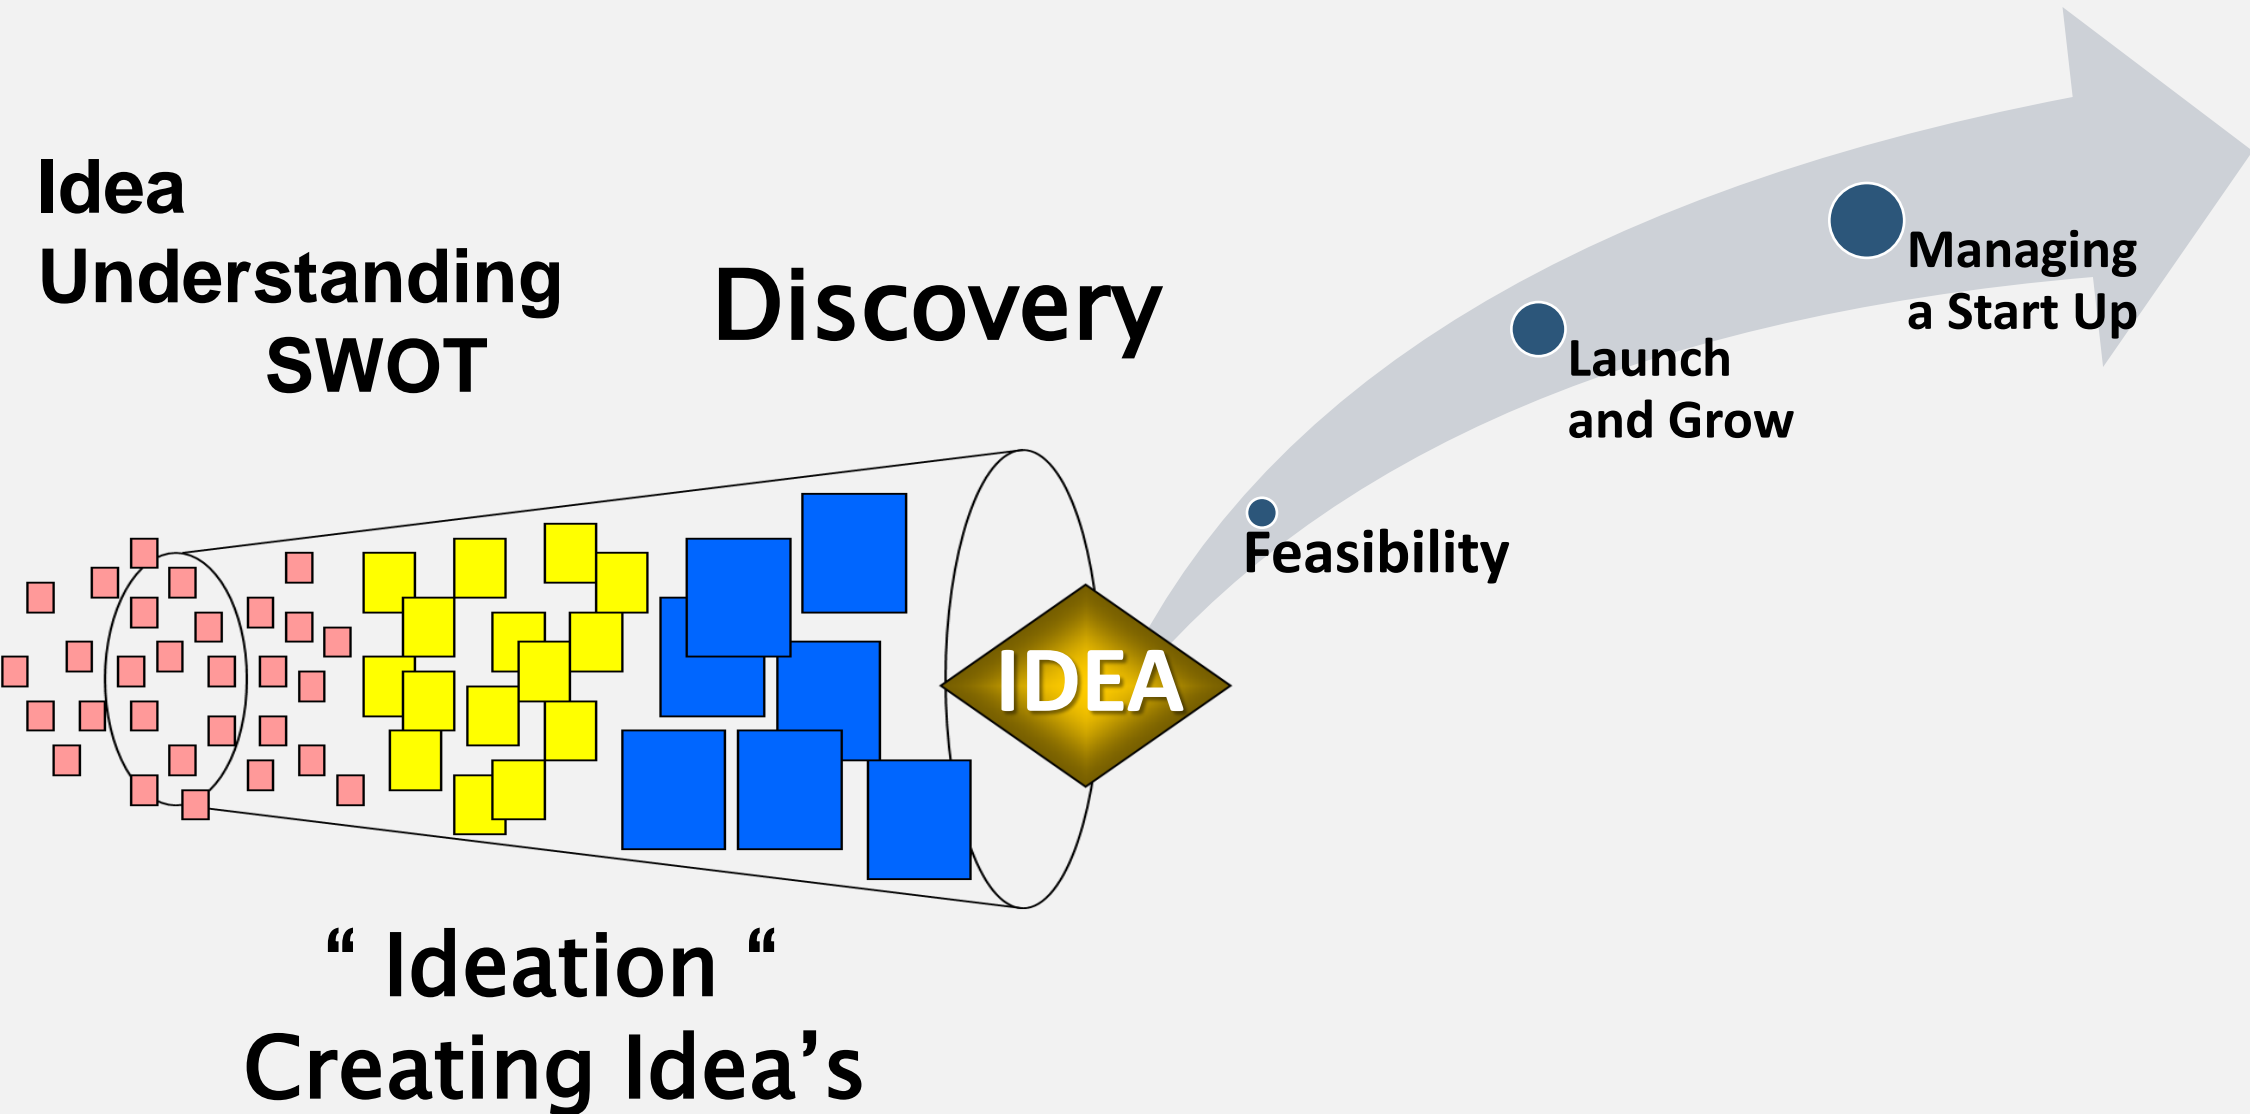 Idea
Understanding
SWOT
Discovery
Managing
a Start Up
Launch
and Grow
Feasibility
IDEA
“ Ideation “
Creating Idea’s